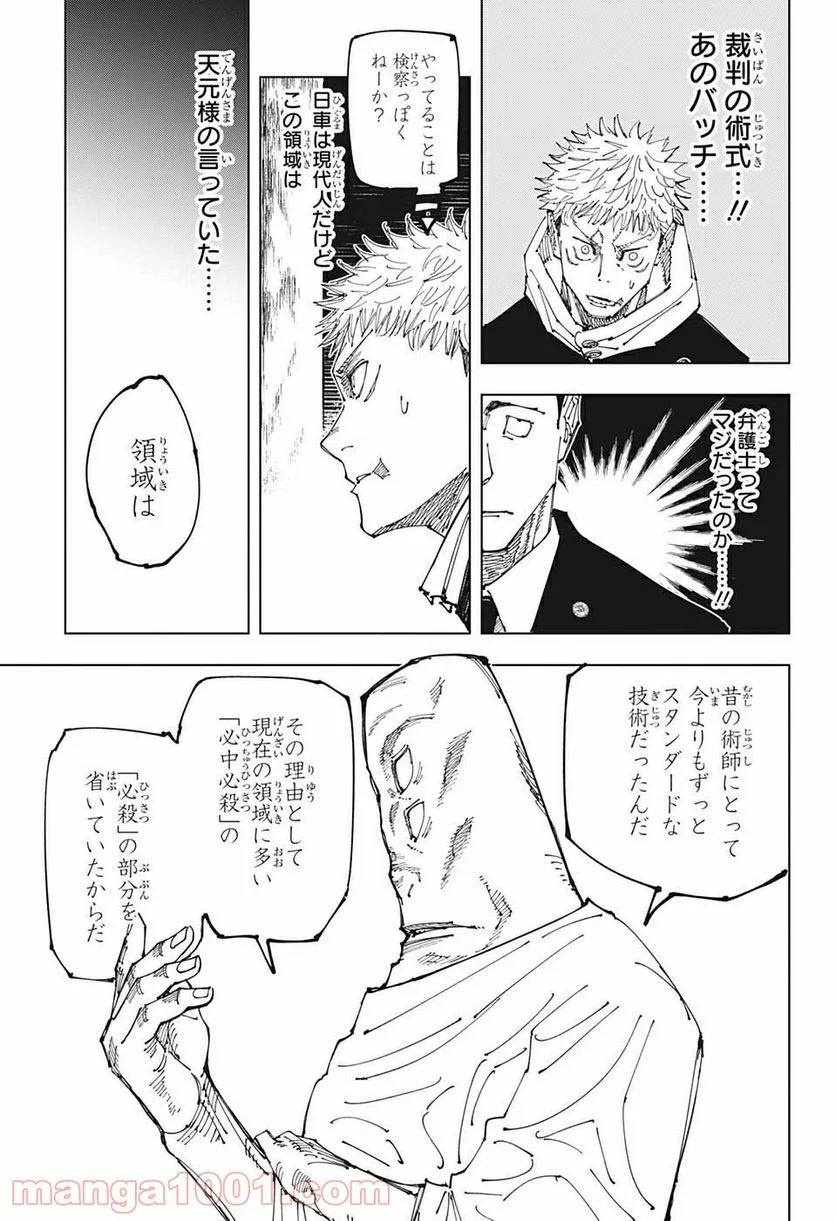 裁判の術式…!!
あのバッチ……
弁護士って
マジだったのか……!!
やってることは
検察っぽく
ねーか?
日車は現代人だけど
この領域は
天元様の言っていた……
領域は
昔の術師にとって
今よりもずっと
スタンダードな
技術だったんだ
その理由として
現在の領域に多い
「必中必殺」の
「必殺」の部分を
省いていたからだ
manga1001.com